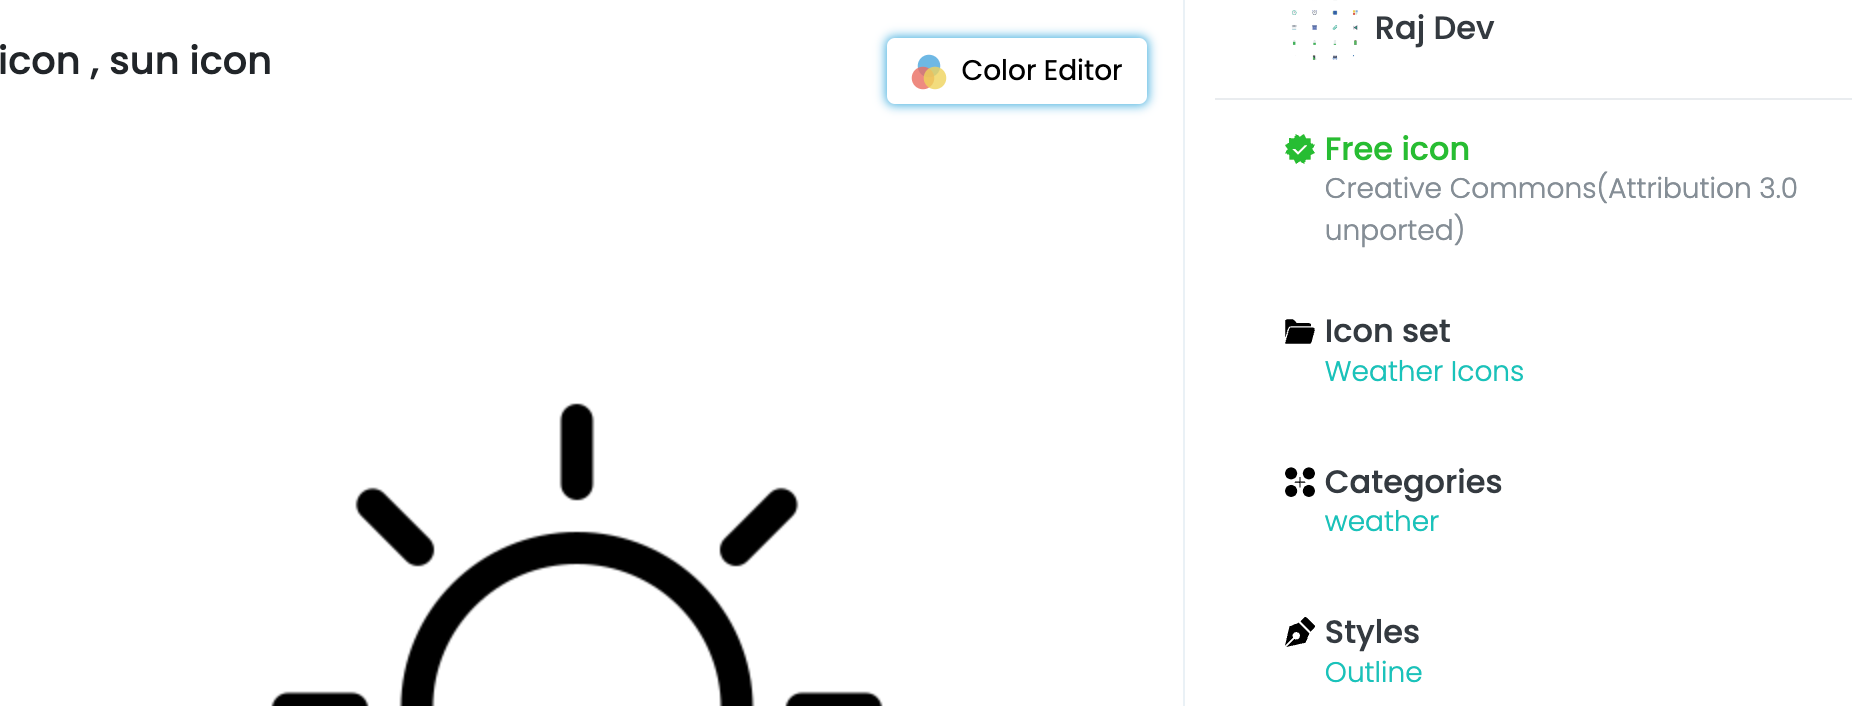 icon , sun icon
Color Editor
Raj Dev
Free icon
Creative Commons(Attribution 3.0
unported)
Icon set
Weather Icons
Categories
weather
Styles
Outline